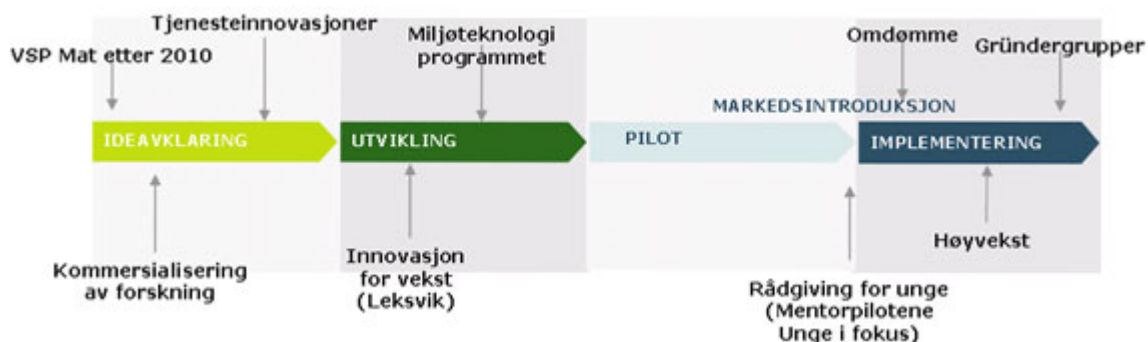 Tjenesteinnovasjoner
VSP Mat etter 2010
Miljøteknologi
programmet
Omdømme
Gründergrupper
MARKEDSINTRODUKSJON
IDEAVKLARING
UTVIKLING
PILOT
IMPLEMENTERING
Kommersialisering
av forskning
Innovasjon
for vekst
(Leksvik)
Rådgiving for unge
(Mentorpilotene
Unge i fokus)
Høyvekst